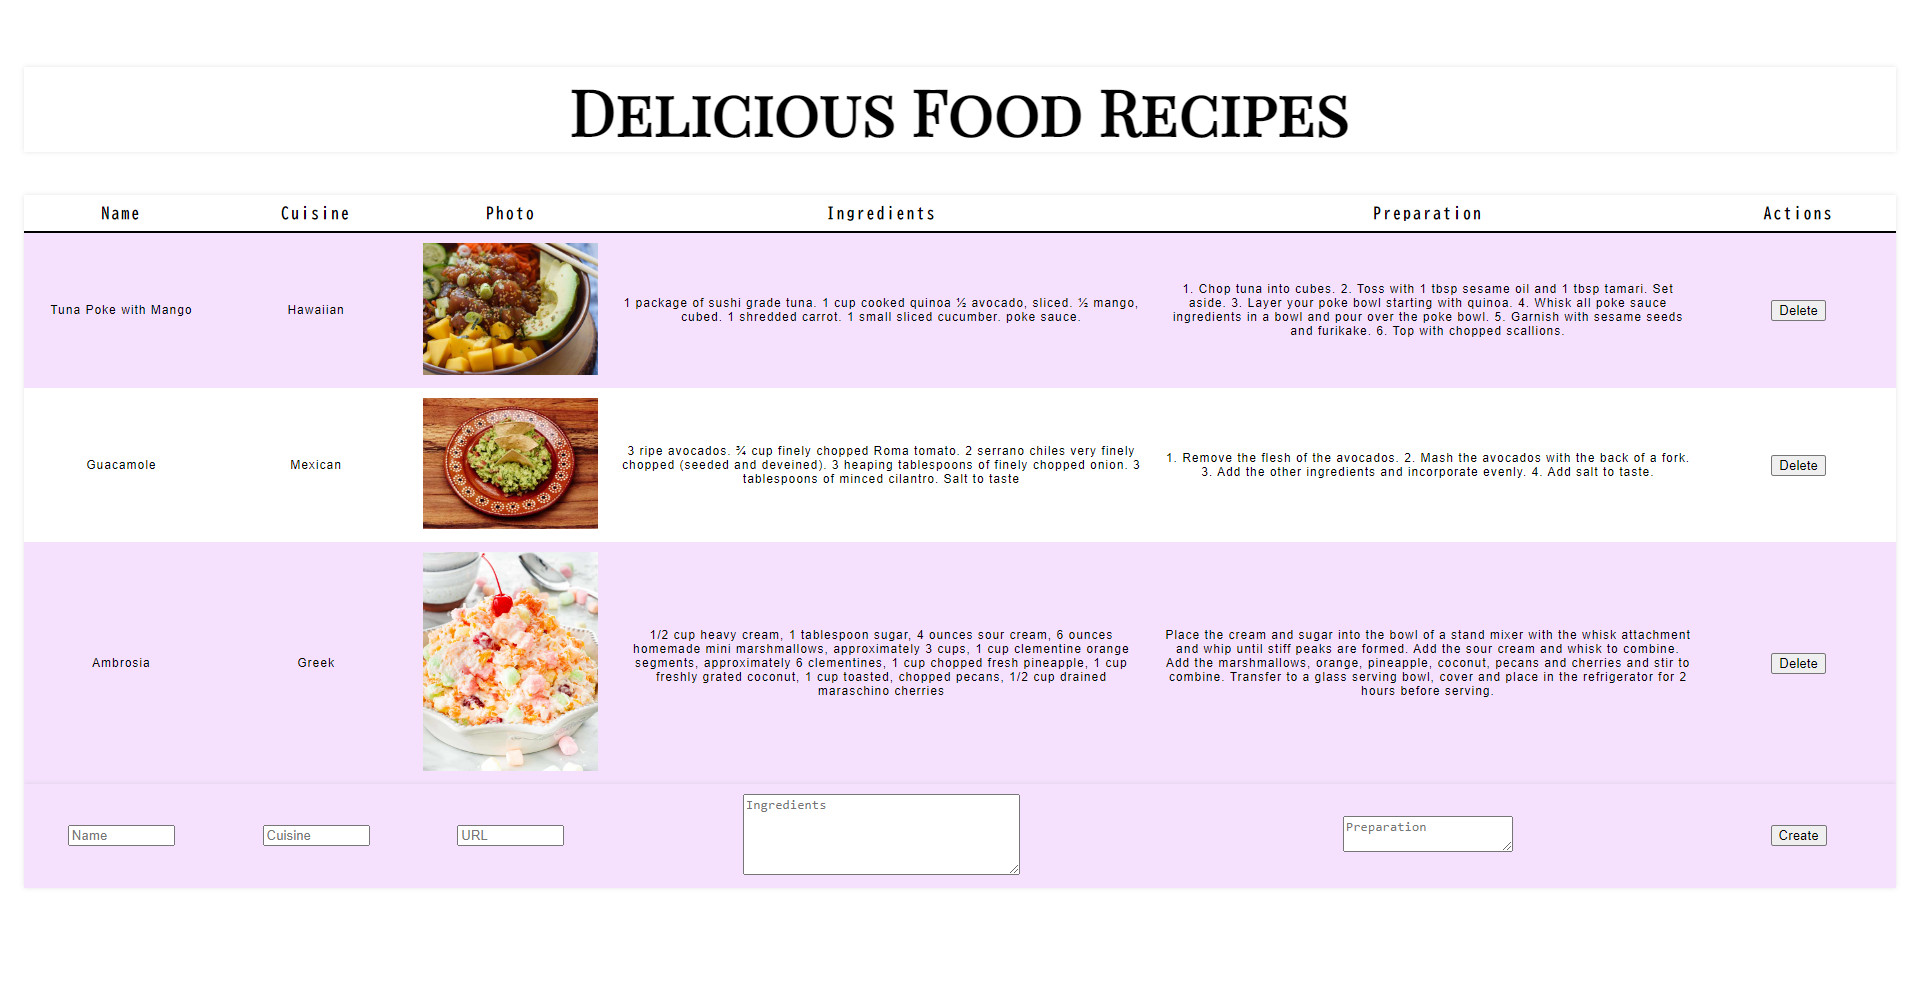 Delicious Food Recipes
Name Cuisine Photo Ingredients Preparation Actions
Tuna Poke with Mango
Hawaiian
1 package of sushi grade tuna. 1 cup cooked quinoa ½ avocado, sliced. ½ mango,
cubed. 1 shredded carrot. 1 small sliced cucumber. poke sauce.
1. Chop tuna into cubes. 2. Toss with 1 tbsp sesame oil and 1 tbsp tamari. Set
aside. 3. Layer your poke bowl starting with quinoa. 4. Whisk all poke sauce
ingredients in a bowl and pour over the poke bowl. 5. Garnish with sesame seeds
and furikake. 6. Top with chopped scallions.
Delete
Guacamole
Mexican
3 ripe avocados. ¾ cup finely chopped Roma tomato. 2 serrano chiles very finely
chopped (seeded and deveined). 3 heaping tablespoons of finely chopped onion. 3
tablespoons of minced cilantro. Salt to taste
1. Remove the flesh of the avocados. 2. Mash the avocados with the back of a fork.
3. Add the other ingredients and incorporate evenly. 4. Add salt to taste.
Delete
Ambrosia
Greek
1/2 cup heavy cream, 1 tablespoon sugar, 4 ounces sour cream, 6 ounces
homemade mini marshmallows, approximately 3 cups, 1 cup clementine orange
segments, approximately 6 clementines, 1 cup chopped fresh pineapple, 1 cup
freshly grated coconut, 1 cup toasted, chopped pecans, 1/2 cup drained
maraschino cherries
Place the cream and sugar into the bowl of a stand mixer with the whisk attachment
and whip until stiff peaks are formed. Add the sour cream and whisk to combine.
Add the marshmallows, orange, pineapple, coconut, pecans and cherries and stir to
combine. Transfer to a glass serving bowl, cover and place in the refrigerator for 2
hours before serving.
Delete
Name
Cuisine
URL
Ingredients
Preparation
Create